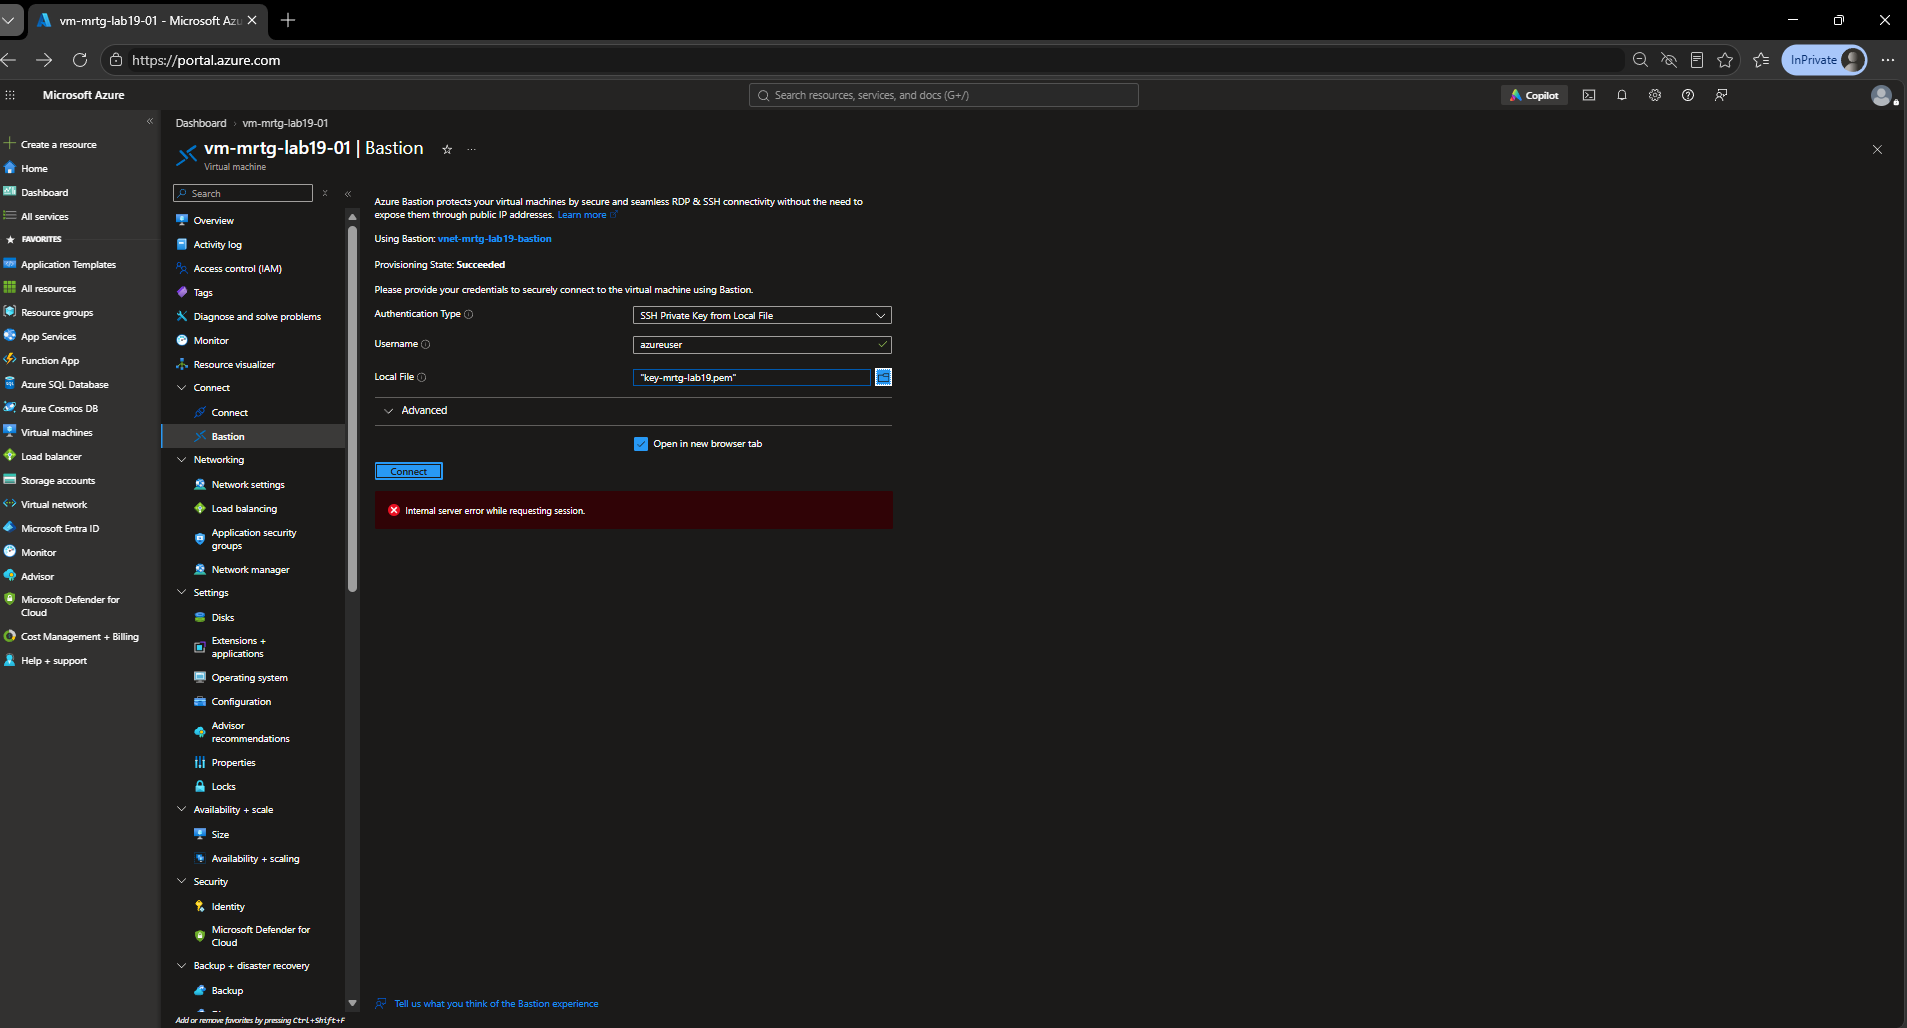 vm-mrtg-lab19-01 - Microsoft Azu
https://portal.azure.com
InPrivate
Microsoft Azure
Search resources, services, and docs (G+/)
Copilot
Create a resource
Home
Dashboard
All services
FAVORITES
Application Templates
All resources
Resource groups
App Services
Function App
Azure SQL Database
Azure Cosmos DB
Virtual machines
Load balancer
Storage accounts
Virtual network
Microsoft Entra ID
Monitor
Advisor
Microsoft Defender for
Cloud
Cost Management + Billing
Help + support
Dashboard > vm-mrtg-lab19-01
vm-mrtg-lab19-01 | Bastion
Virtual machine
Search
Overview
Activity log
Access control (IAM)
Tags
Diagnose and solve problems
Monitor
Resource visualizer
Connect
Connect
Bastion
Networking
Network settings
Load balancing
Application security
groups
Network manager
Settings
Disks
Extensions +
applications
Operating system
Configuration
Advisor
recommendations
Properties
Locks
Availability + scale
Size
Availability + scaling
Security
Identity
Microsoft Defender for
Cloud
Backup + disaster recovery
Backup
Add or remove favorites by pressing Ctrl+Shift+F
Azure Bastion protects your virtual machines by secure and seamless RDP & SSH connectivity without the need to
expose them through public IP addresses. Learn more
Using Bastion: vnet-mrtg-lab19-bastion
Provisioning State: Succeeded
Please provide your credentials to securely connect to the virtual machine using Bastion.
Authentication Type
SSH Private Key from Local File
Username
azureuser
Local File
"key-mrtg-lab19.pem"
Advanced
Open in new browser tab
Connect
Internal server error while requesting session.
Tell us what you think of the Bastion experience